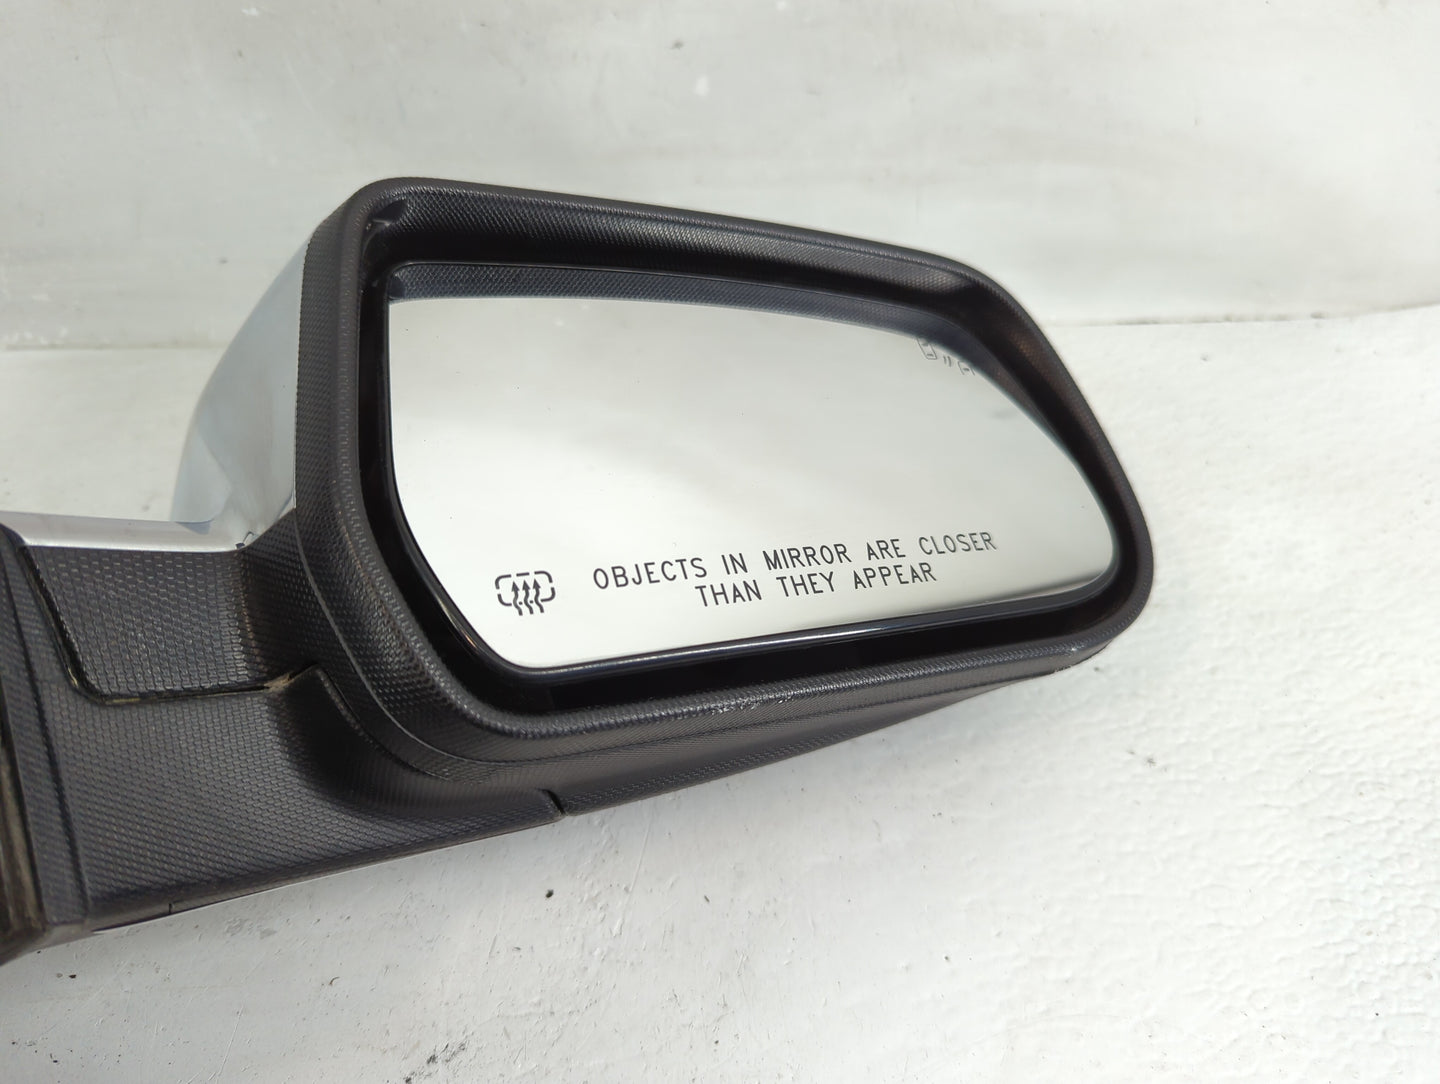 OBJECTS IN MIRROR ARE CLOSER
THAN THEY APPEAR